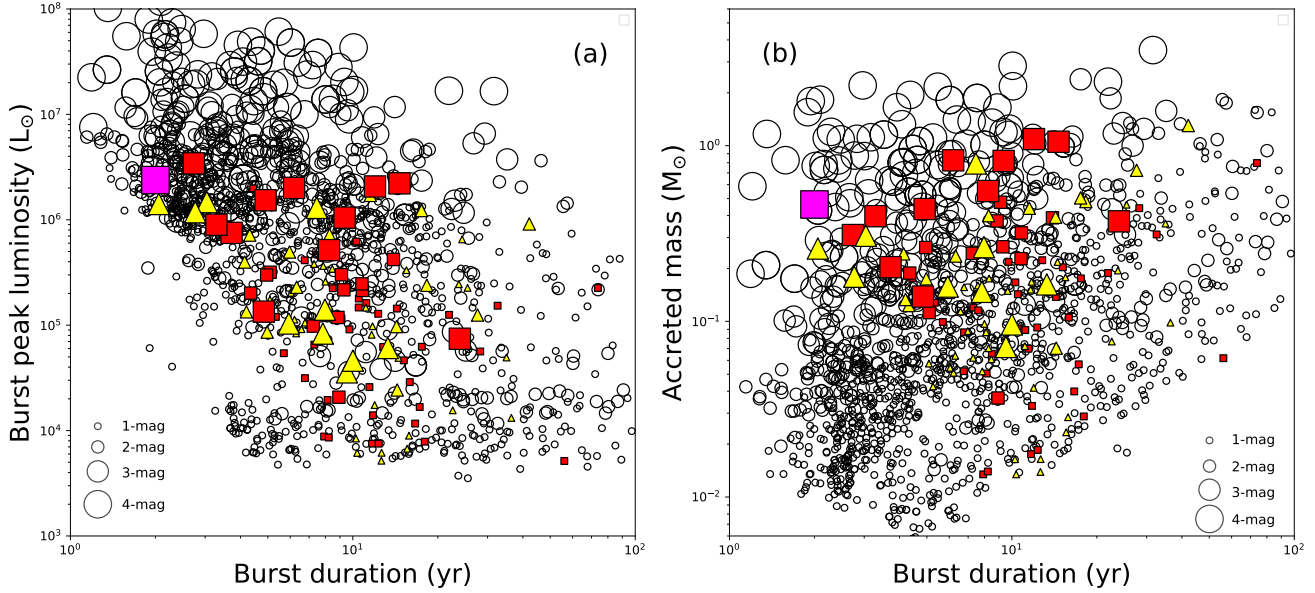 (a)
10⁸
10⁷
10⁶
10⁵
10⁴
10³
Burst peak luminosity (L⊙)
1-mag
2-mag
3-mag
4-mag
10⁰
10¹
10²
Burst duration (yr)
(b)
10⁰
10⁻¹
10⁻²
Accreted mass (M⊙)
1-mag
2-mag
3-mag
4-mag
10⁰
10¹
10²
Burst duration (yr)